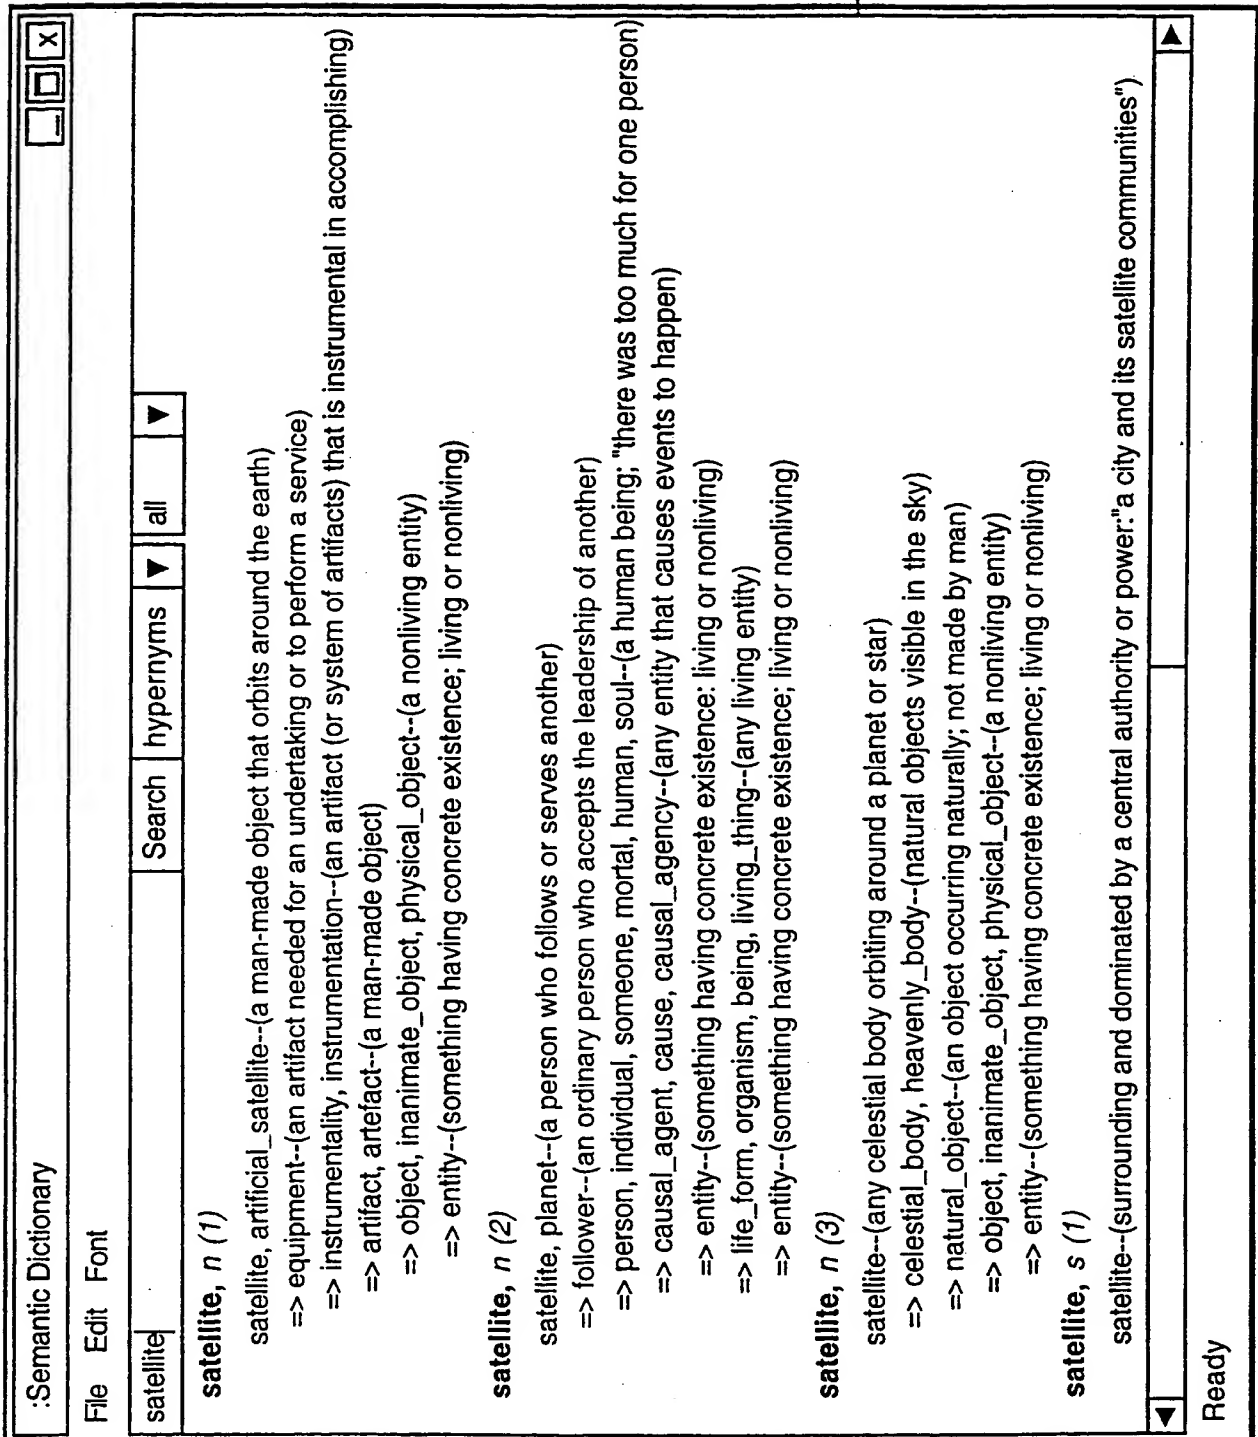 :Semantic Dictionary
File Edit Font
satellite Search hypernyms all
satellite, n (1)
satellite, artificial_satellite--(a man-made object that orbits around the earth)
=> equipment--(an artifact needed for an undertaking or to perform a service)
=> instrumentality, instrumentation--(an artifact (or system of artifacts) that is instrumental in accomplishing)
=> artifact, artefact--(a man-made object)
=> object, inanimate_object, physical_object--(a nonliving entity)
=> entity--(something having concrete existence; living or nonliving)
satellite, n (2)
satellite, planet--(a person who follows or serves another)
=> follower--(an ordinary person who accepts the leadership of another)
=> person, individual, someone, mortal, human, soul--(a human being; "there was too much for one person)
=> causal_agent, cause, causal_agency--(any entity that causes events to happen)
=> entity--(something having concrete existence: living or nonliving)
=> life_form, organism, being, living_thing--(any living entity)
=> entity--(something having concrete existence; living or nonliving)
satellite, n (3)
satellite--(any celestial body orbiting around a planet or star)
=> celestial_body, heavenly_body--(natural objects visible in the sky)
=> natural_object--(an object occurring naturally; not made by man)
=> object, inanimate_object, physical_object--(a nonliving entity)
=> entity--(something having concrete existence; living or nonliving)
satellite, s (1)
satellite--(surrounding and dominated by a central authority or power:"a city and its satellite communities")
Ready